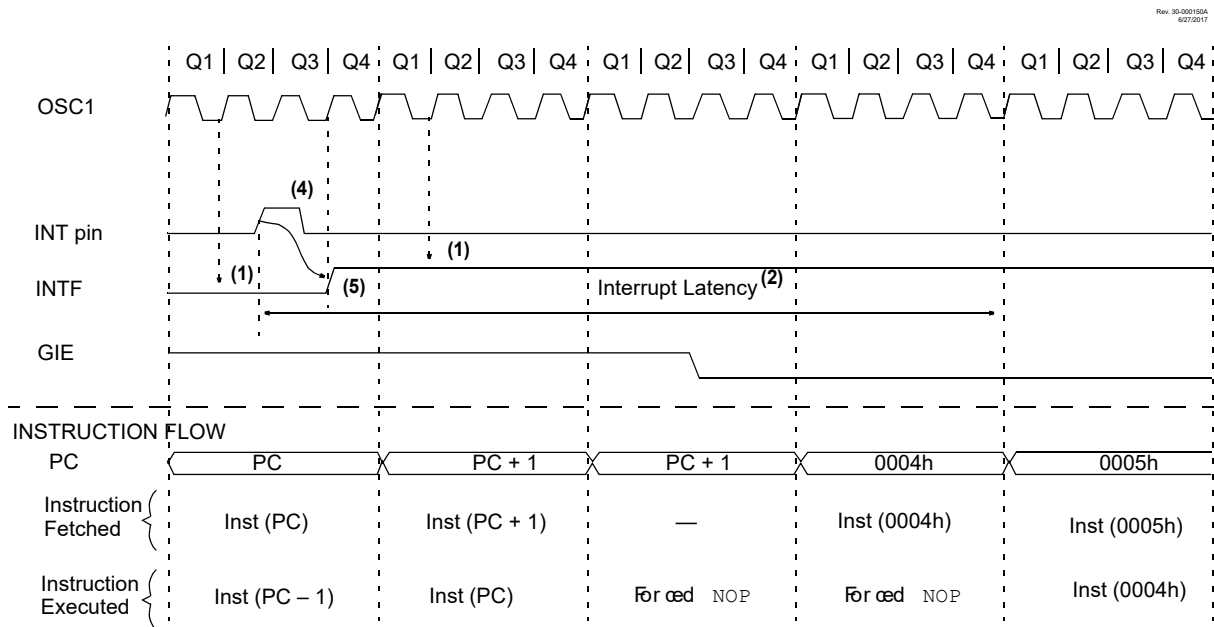 Rev. 30-000150A
6/27/2017
Q1 Q2 Q3 Q4 Q1 Q2 Q3 Q4 Q1 Q2 Q3 Q4 Q1 Q2 Q3 Q4 Q1 Q2 Q3 Q4
OSC1
(4)
INT pin
(1)
(1)
INTF
(5)
Interrupt Latency (2)
GIE
INSTRUCTION FLOW
PC
PC
PC + 1
PC + 1
0004h
0005h
Instruction
Fetched
Inst (PC)
Inst (PC + 1)
—
Inst (0004h)
Inst (0005h)
Instruction
Executed
Inst (PC – 1)
Inst (PC)
Forced NOP
Forced NOP
Inst (0004h)